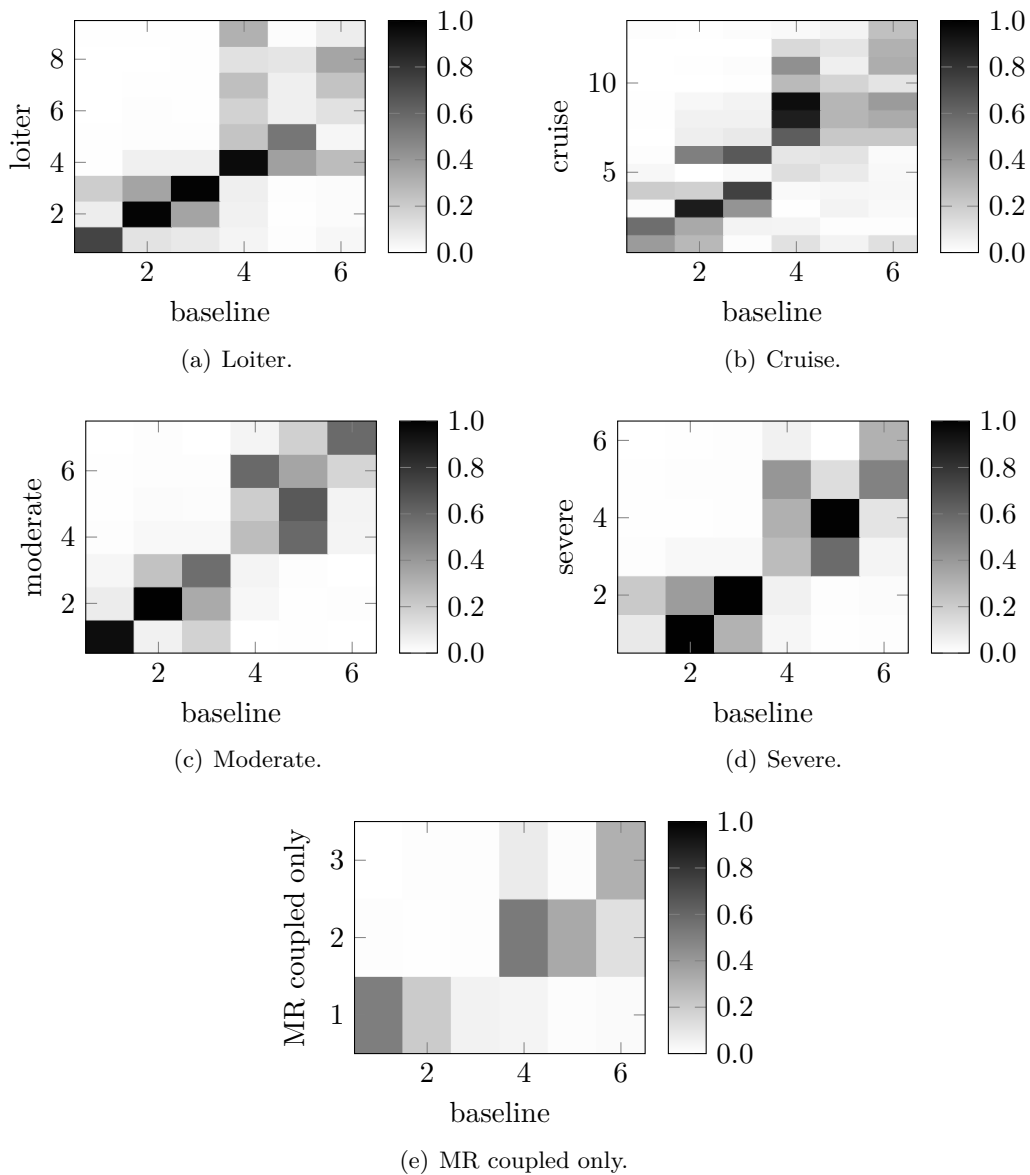 8
6
4
2
loiter
2 4 6
baseline
1.0
0.8
0.6
0.4
0.2
0.0
(a) Loiter.
10
5
cruise
2 4 6
baseline
1.0
0.8
0.6
0.4
0.2
0.0
(b) Cruise.
6
4
2
moderate
2 4 6
baseline
1.0
0.8
0.6
0.4
0.2
0.0
(c) Moderate.
6
4
2
severe
2 4 6
baseline
1.0
0.8
0.6
0.4
0.2
0.0
(d) Severe.
3
2
1
MR coupled only
2 4 6
baseline
1.0
0.8
0.6
0.4
0.2
0.0
(e) MR coupled only.